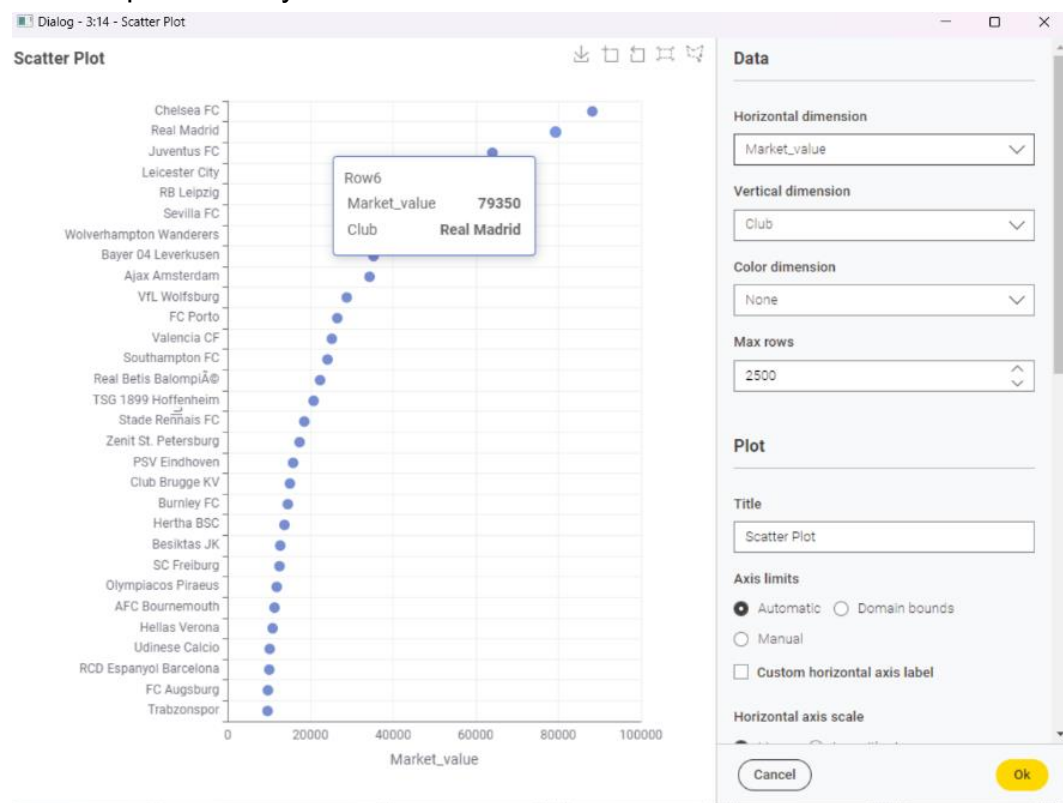 Dialog - 3:14 - Scatter Plot
Scatter Plot
Chelsea FC
Real Madrid
Juventus FC
Leicester City
RB Leipzig
Sevilla FC
Wolverhampton Wanderers
Bayer 04 Leverkusen
Ajax Amsterdam
VfL Wolfsburg
FC Porto
Valencia CF
Southampton FC
Real Betis BalompiÃ©
TSG 1899 Hoffenheim
Stade Rennais FC
Zenit St. Petersburg
PSV Eindhoven
Club Brugge KV
Burnley FC
Hertha BSC
Besiktas JK
SC Freiburg
Olympiacos Piraeus
AFC Bournemouth
Hellas Verona
Udinese Calcio
RCD Espanyol Barcelona
FC Augsburg
Trabzonspor
0 20000 40000 60000 80000 100000
Market_value
Row6
Market_value 79350
Club Real Madrid
Data
Horizontal dimension
Market_value
Vertical dimension
Club
Color dimension
None
Max rows
2500
Plot
Title
Scatter Plot
Axis limits
Automatic Domain bounds
Manual
Custom horizontal axis label
Horizontal axis scale
Cancel Ok